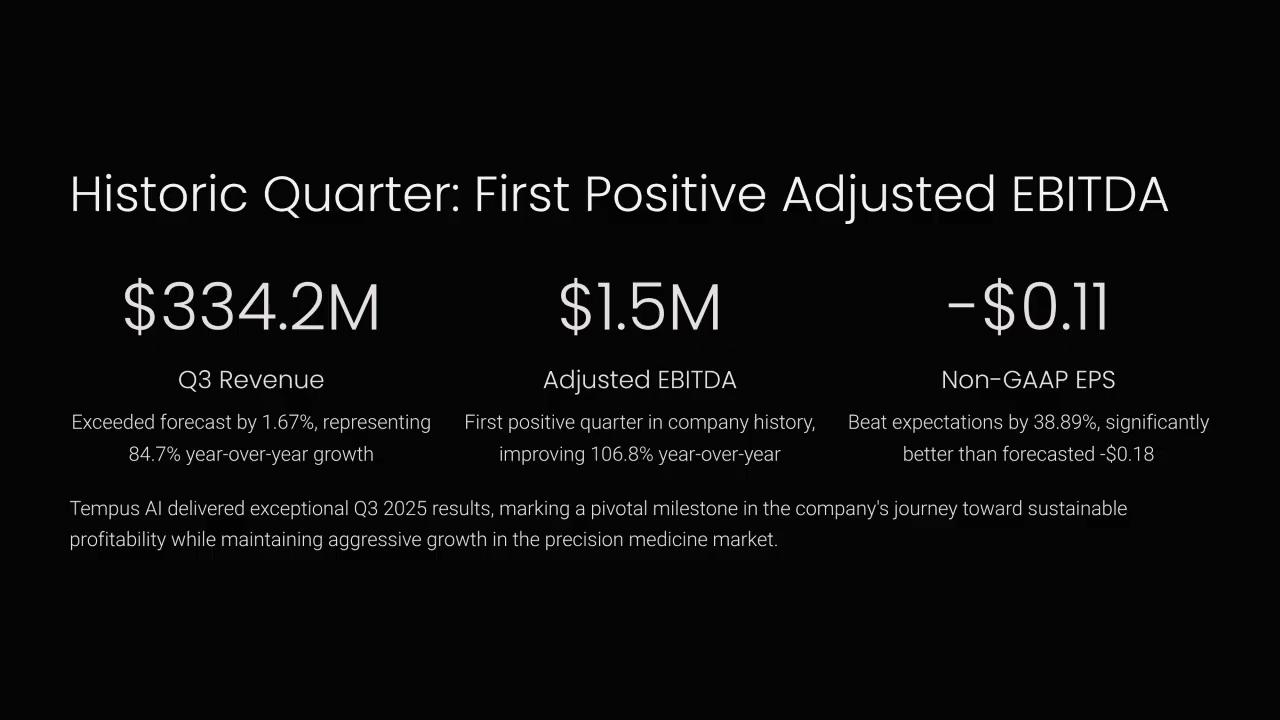 Historic Quarter: First Positive Adjusted EBITDA
$334.2M
Q3 Revenue
Exceeded forecast by 1.67%, representing
84.7% year-over-year growth
$1.5M
Adjusted EBITDA
First positive quarter in company history,
improving 106.8% year-over-year
-$0.11
Non-GAAP EPS
Beat expectations by 38.89%, significantly
better than forecasted -$0.18
Tempus AI delivered exceptional Q3 2025 results, marking a pivotal milestone in the company's journey toward sustainable
profitability while maintaining aggressive growth in the precision medicine market.